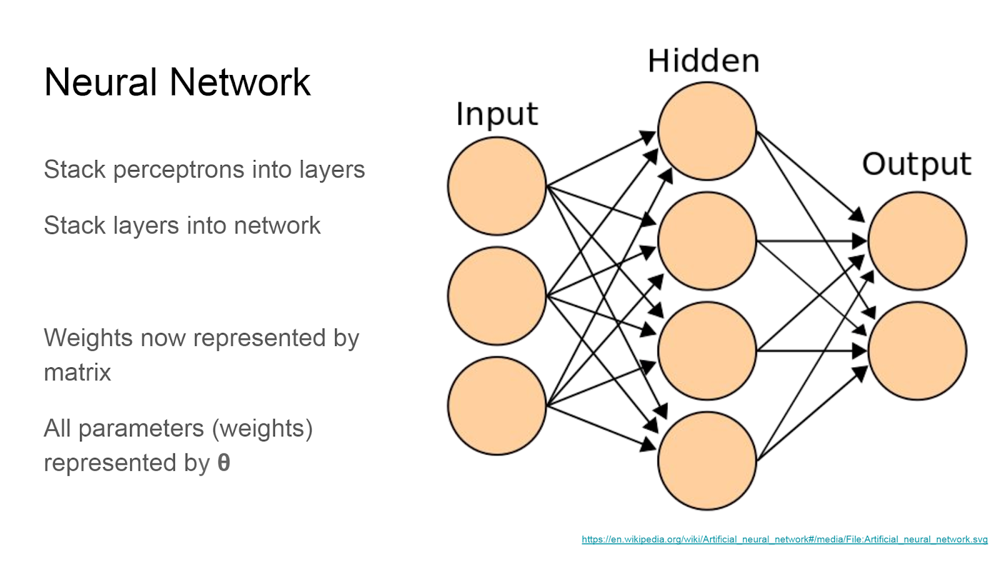 Neural Network
Stack perceptrons into layers
Stack layers into network
Weights now represented by
matrix
All parameters (weights)
represented by θ
Input
Hidden
Output
https://en.wikipedia.org/wiki/Artificial_neural_network#/media/File:Artificial_neural_network.svg